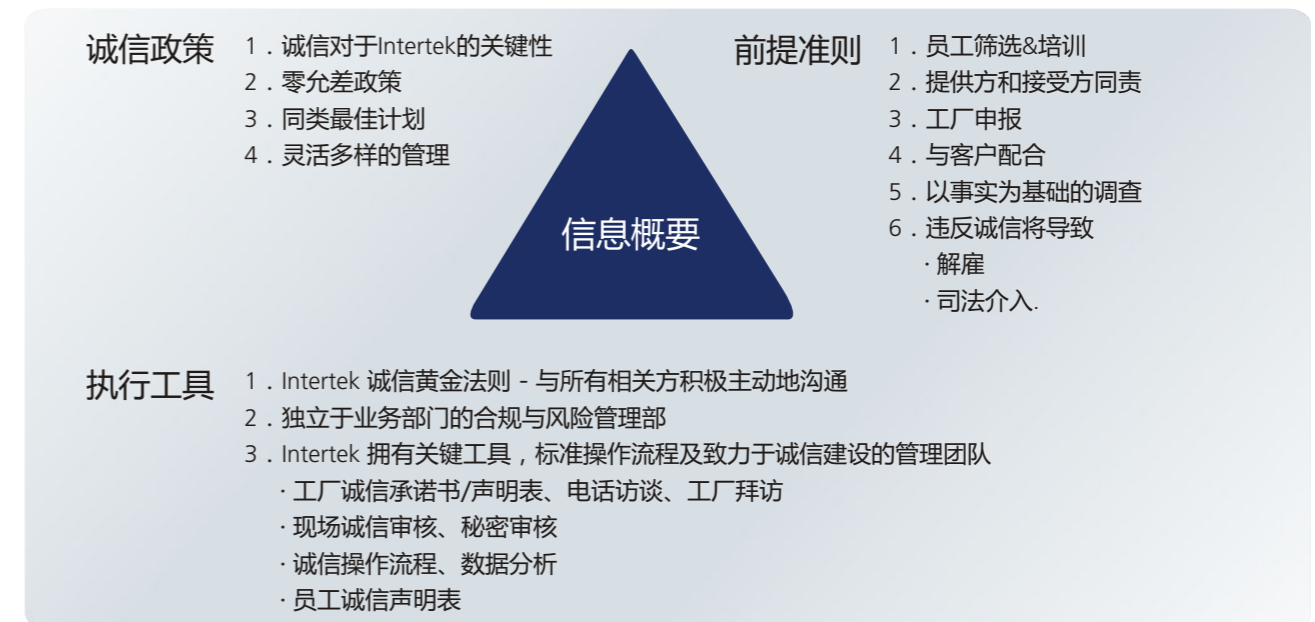 诚信政策
1．诚信对于Intertek的关键性
2．零允差政策
3．同类最佳计划
4．灵活多样的管理
信息概要
前提准则
1．员工筛选&培训
2．提供方和接受方同责
3．工厂申报
4．与客户配合
5．以事实为基础的调查
6．违反诚信将导致
· 解雇
· 司法介入.
执行工具
1．Intertek 诚信黄金法则 - 与所有相关方积极主动地沟通
2．独立于业务部门的合规与风险管理部
3．Intertek 拥有关键工具，标准操作流程及致力于诚信建设的管理团队
· 工厂诚信承诺书/声明表、电话访谈、工厂拜访
· 现场诚信审核、秘密审核
· 诚信操作流程、数据分析
· 员工诚信声明表